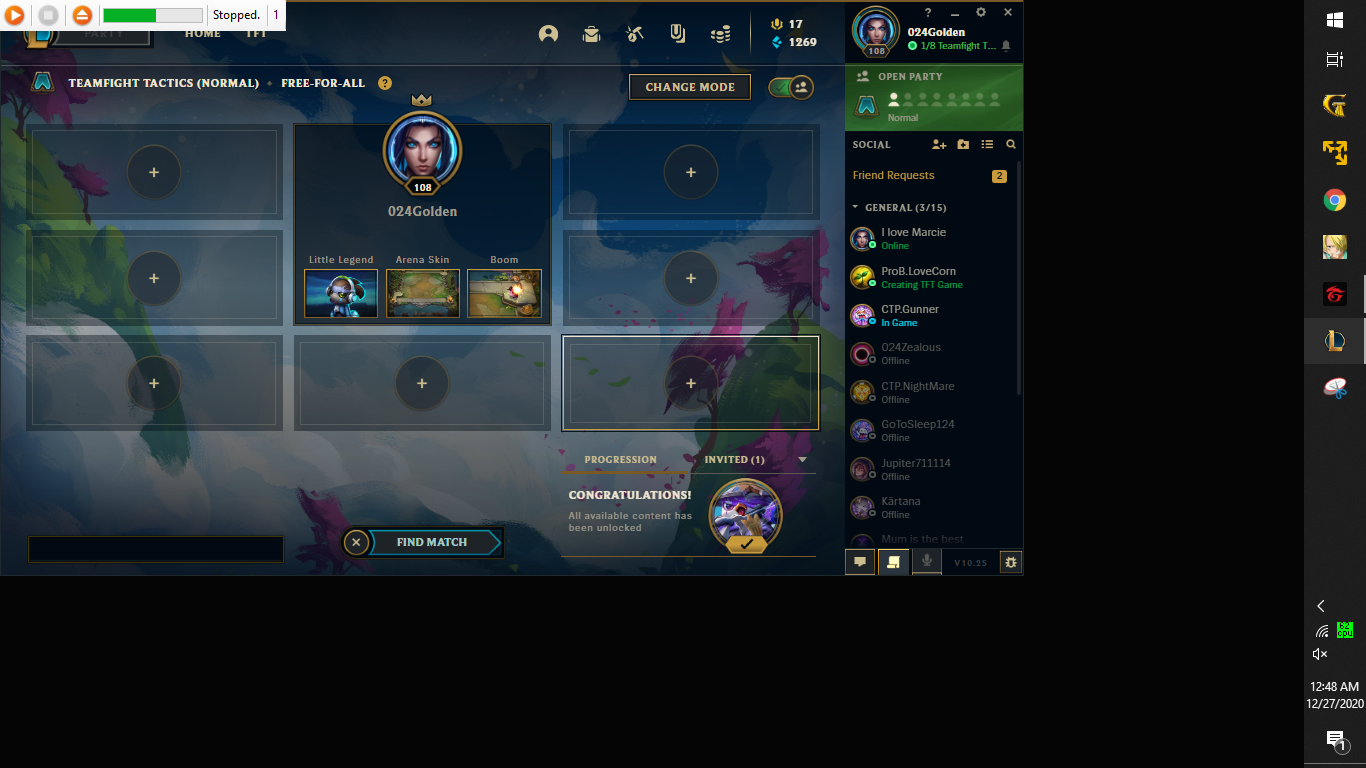 Stopped. 1
PARTY
HOME
TFT
17
1269
108
024Golden
1/8 Teamfight T...
TEAMFIGHT TACTICS (NORMAL) • FREE-FOR-ALL ?
CHANGE MODE
OPEN PARTY
Normal
108
024Golden
Little Legend
Arena Skin
Boom
SOCIAL
Friend Requests 2
GENERAL (3/15)
I love Marcie
Online
ProB.LoveCorn
Creating TFT Game
CTP.Gunner
In Game
024Zealous
Offline
CTP.NightMare
Offline
GoToSleep124
Offline
Jupiter711114
Offline
Kärtana
Offline
Mum is the best
PROGRESSION
INVITED (1)
CONGRATULATIONS!
All available content has
been unlocked
FIND MATCH
V10.25
62
cpu
12:48 AM
12/27/2020
1